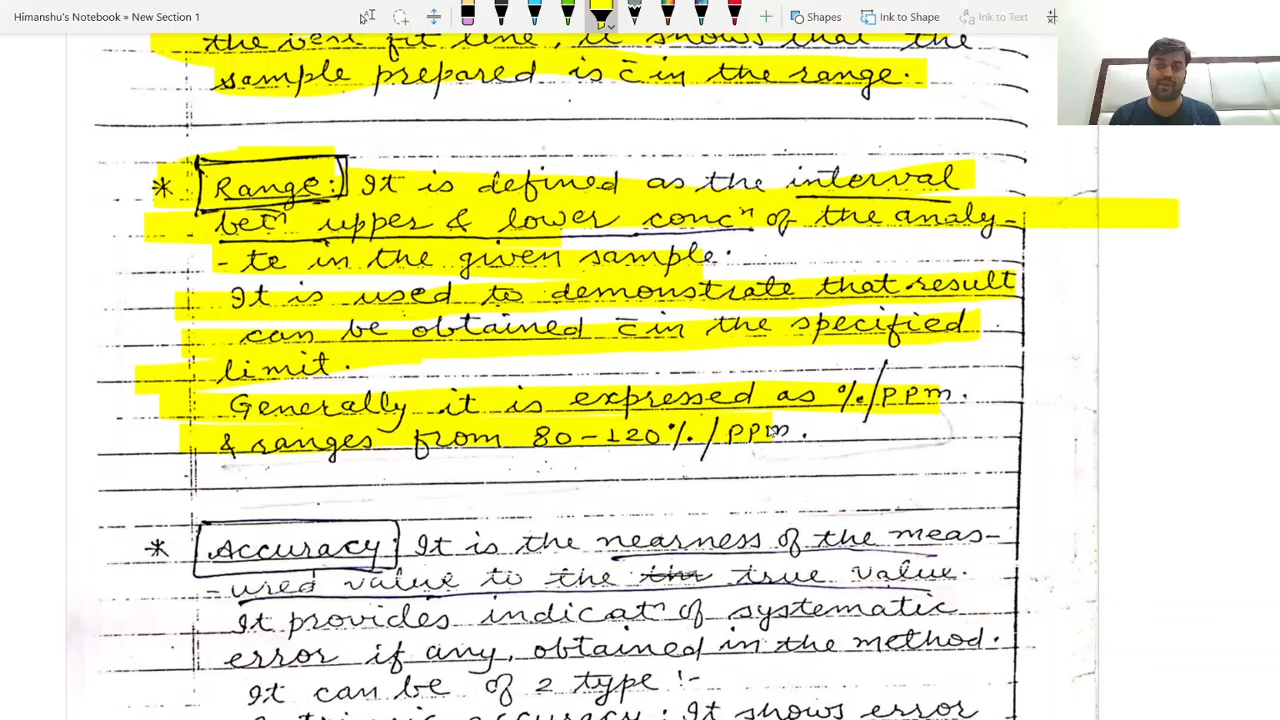 Himanshu's Notebook » New Section 1
Shapes
Ink to Shape
Ink to Text
the best fit line, it shows that the
sample prepared is c̄in the range.
* Range: It is defined as the interval
betⁿ upper & lower concⁿ of the analy-
-te in the given sample.
It is used to demonstrate that result
can be obtained c̄in the specified
limit.
Generally it is expressed as %/PPm.
& ranges from 80-120%/PPm.
* Accuracy: It is the nearness of the meas-
-ured value to the true value.
It provides indicatⁿ of systematic
error if any, obtained in the method.
It can be of 2 type :-
accuracy: It shows error